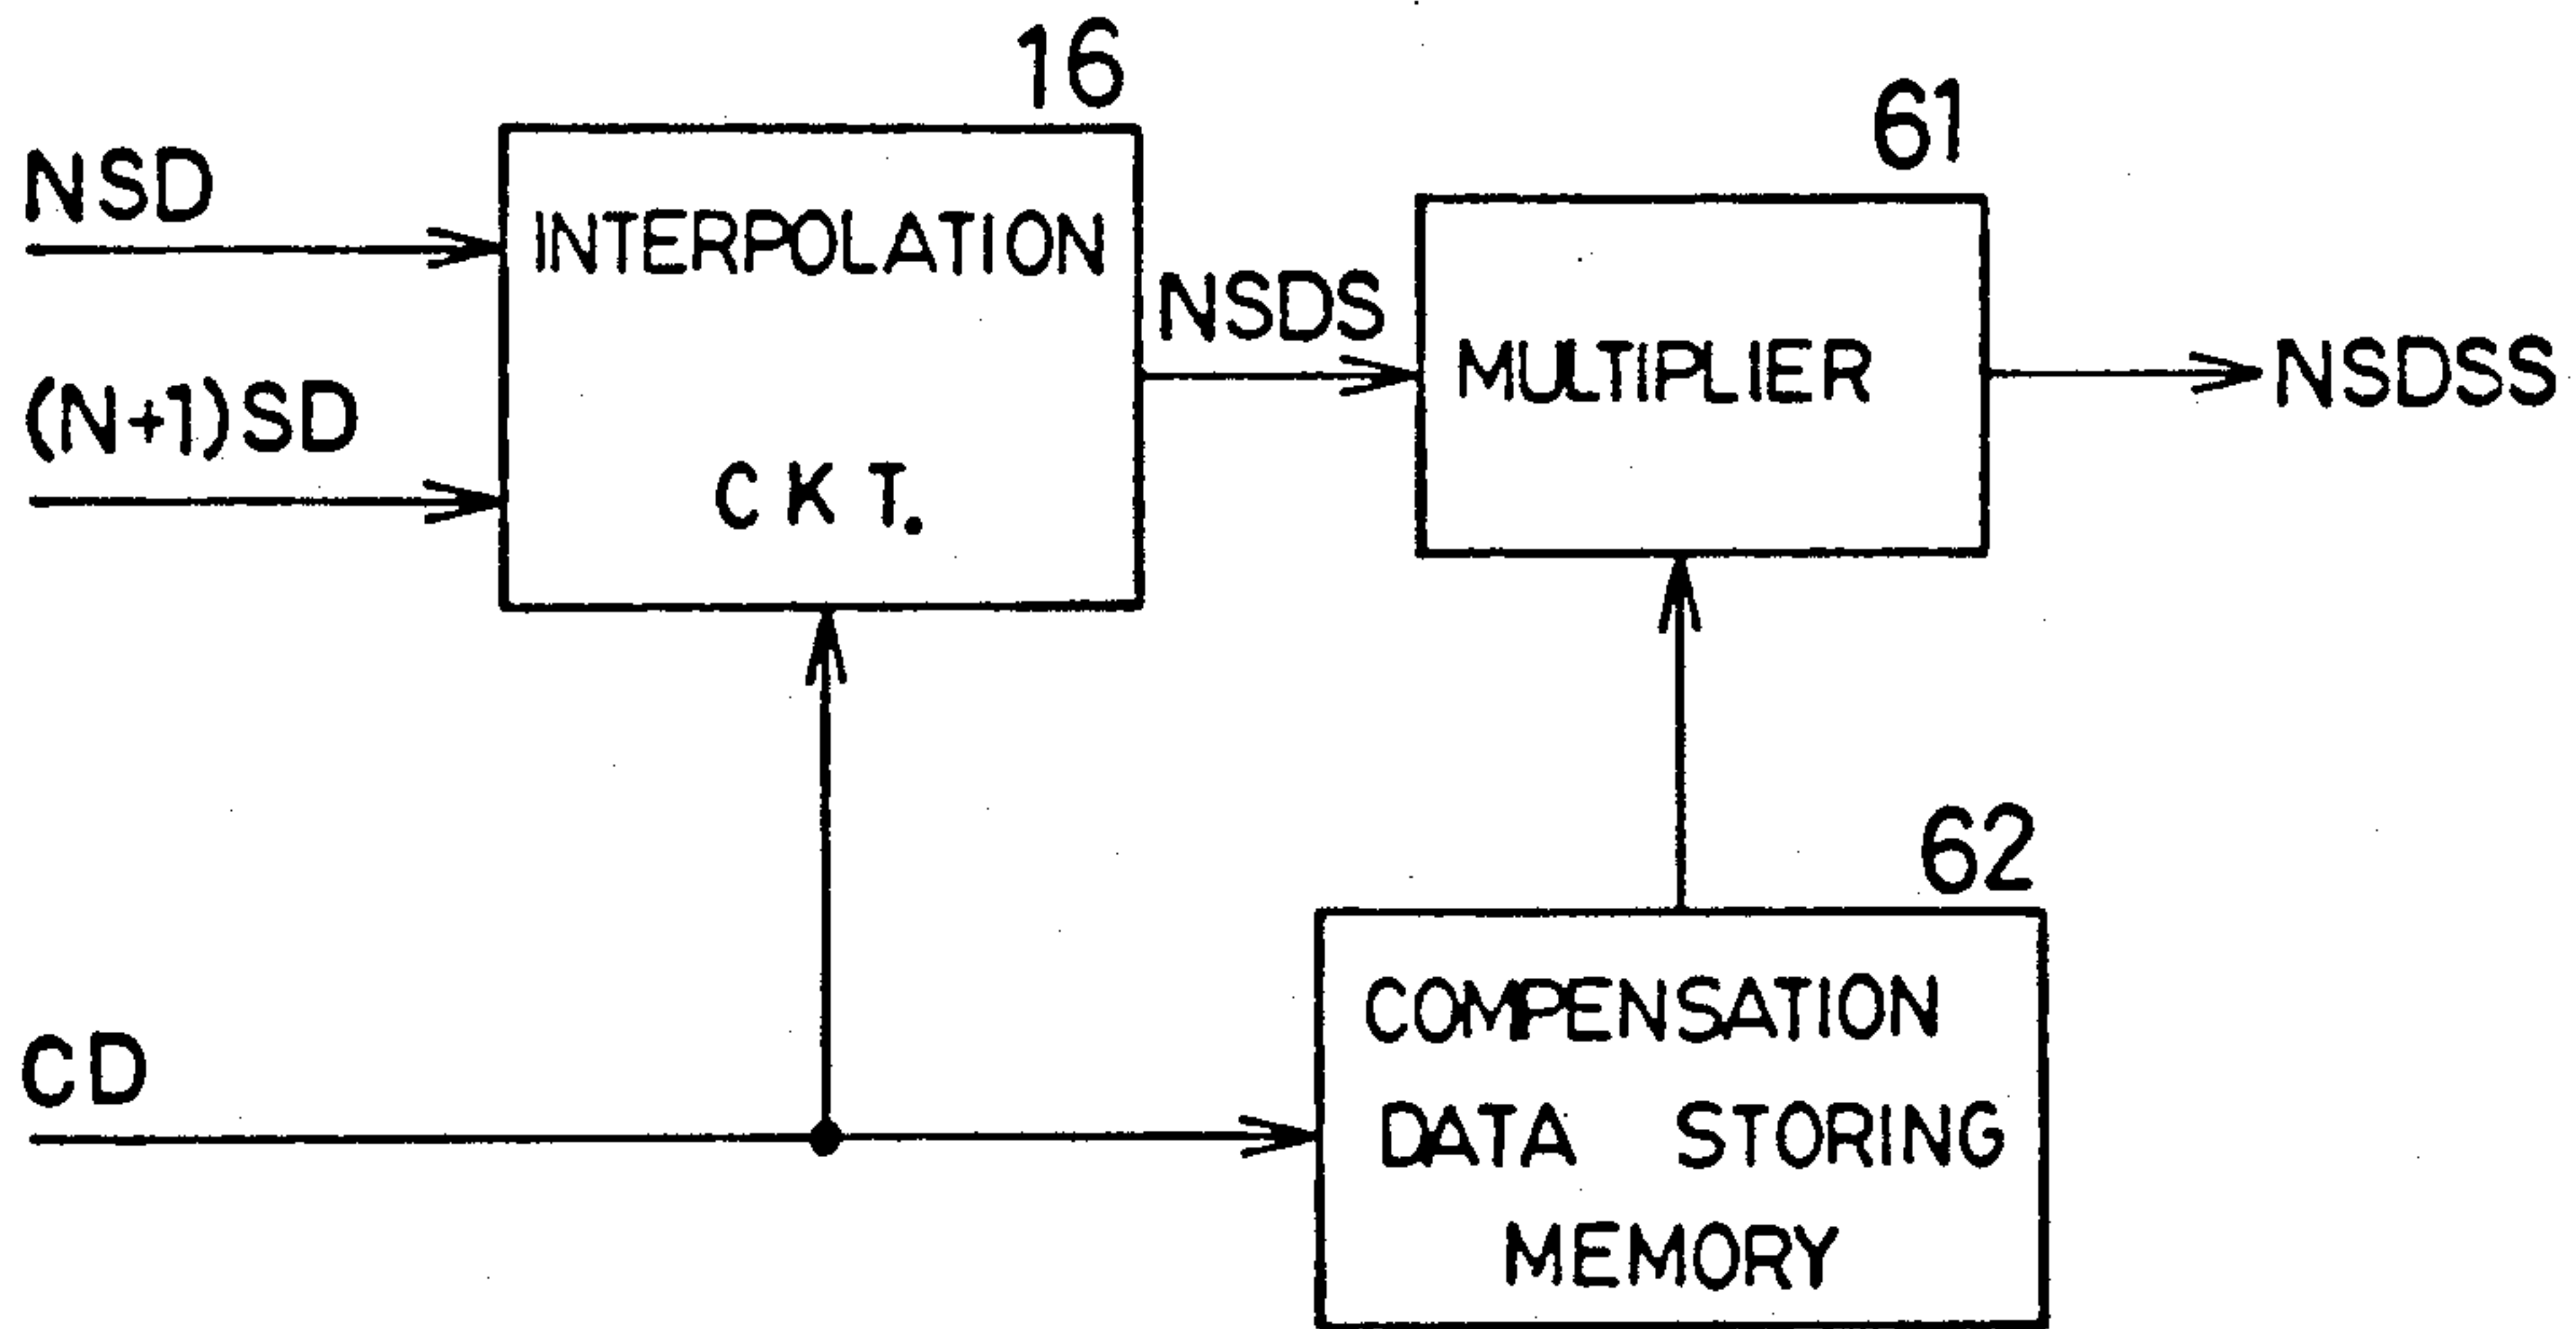 16
61
NSD
INTERPOLATION
CKT.
(N+1)SD
NSDS
MULTIPLIER
NSDSS
62
CD
COMPENSATION
DATA STORING
MEMORY